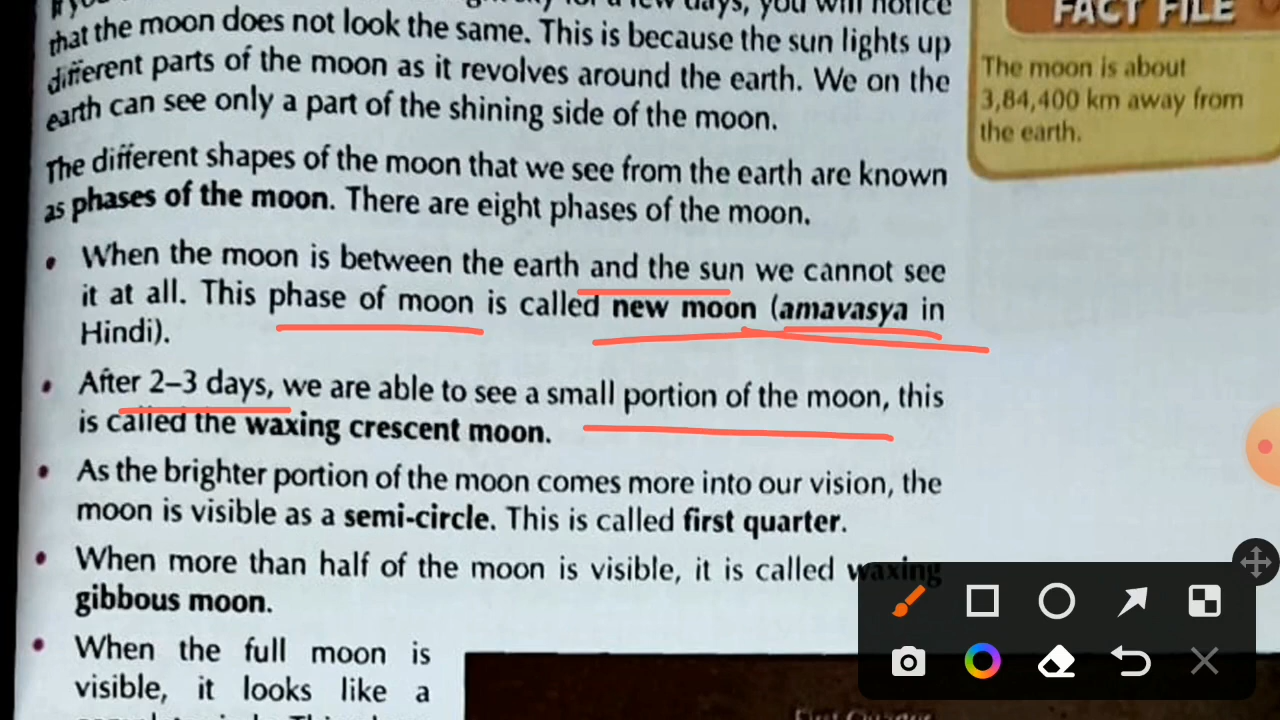 you will notice
that the moon does not look the same. This is because the sun lights up
different parts of the moon as it revolves around the earth. We on the
earth can see only a part of the shining side of the moon.
The different shapes of the moon that we see from the earth are known
as phases of the moon. There are eight phases of the moon.
• When the moon is between the earth and the sun we cannot see
it at all. This phase of moon is called new moon (amavasya in
Hindi).
• After 2–3 days, we are able to see a small portion of the moon, this
is called the waxing crescent moon.
• As the brighter portion of the moon comes more into our vision, the
moon is visible as a semi-circle. This is called first quarter.
• When more than half of the moon is visible, it is called waxing
gibbous moon.
• When the full moon is
visible, it looks like a
FACT FILE
The moon is about
3,84,400 km away from
the earth.
First Quarter